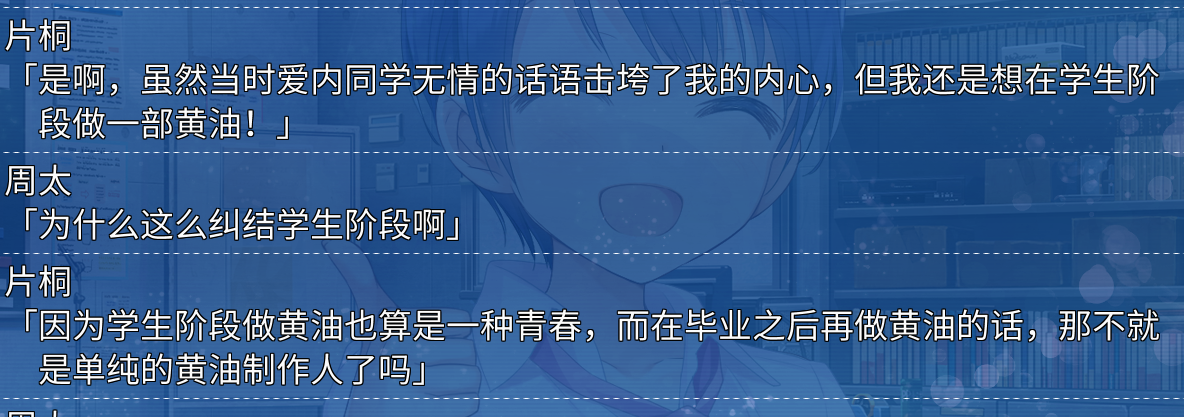 片桐
「是啊，虽然当时爱内同学无情的话语击垮了我的内心，但我还是想在学生阶
段做一部黄油！」
周太
「为什么这么纠结学生阶段啊」
片桐
「因为学生阶段做黄油也算是一种青春，而在毕业之后再做黄油的话，那不就
是单纯的黄油制作人了吗」